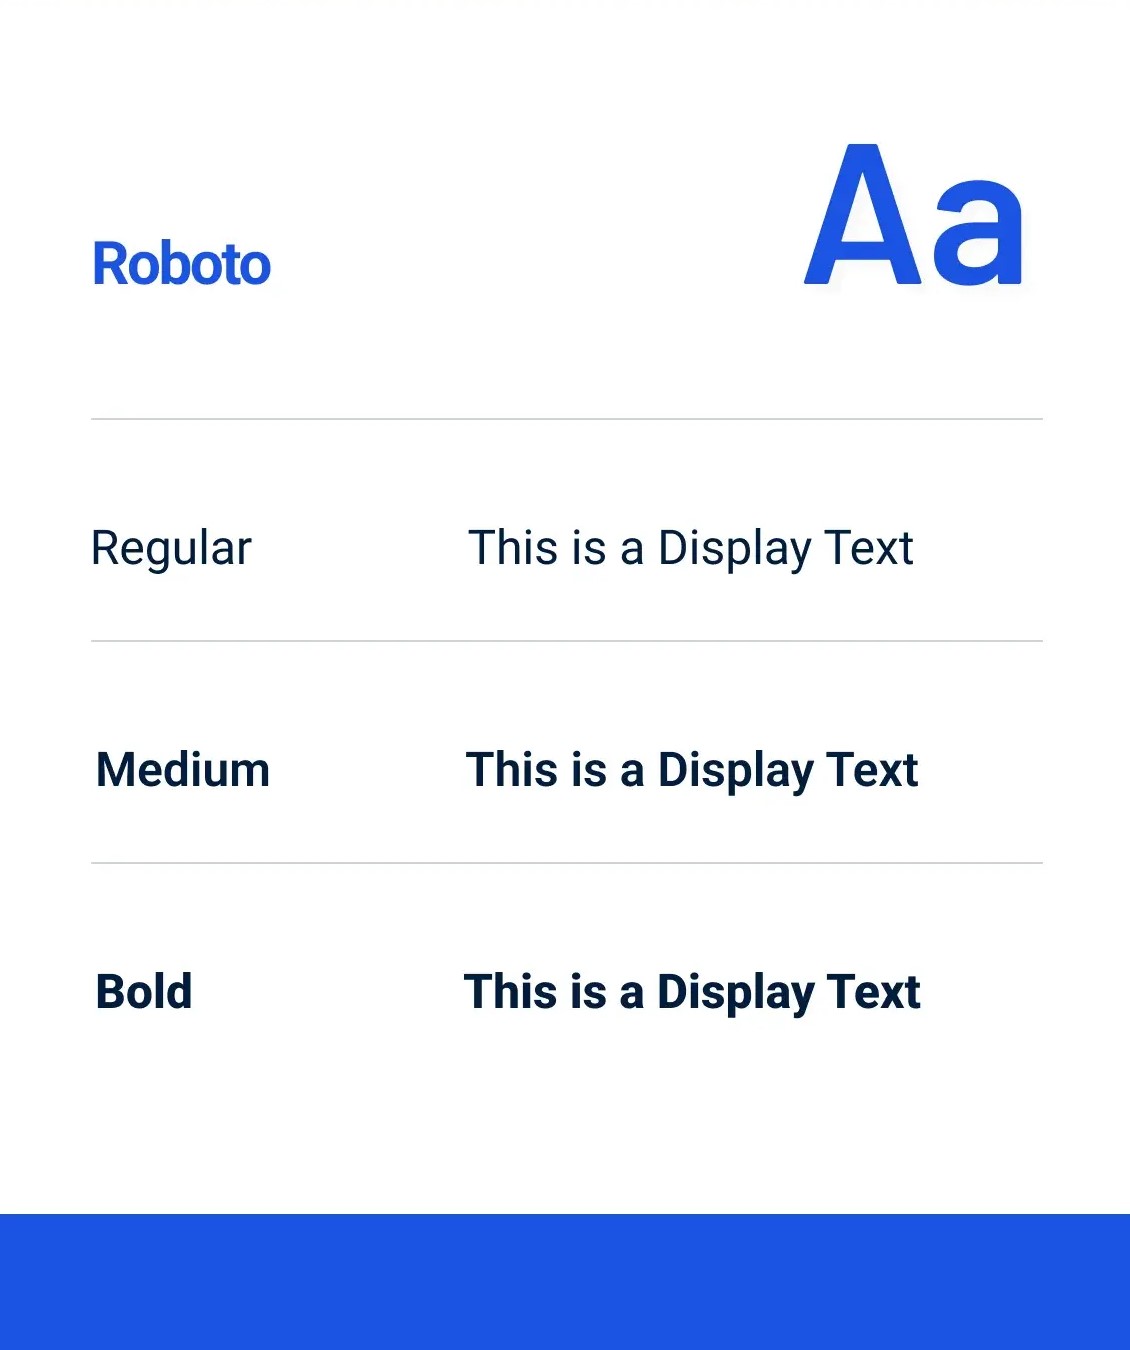 Roboto
Aa
Regular
This is a Display Text
Medium
This is a Display Text
Bold
This is a Display Text